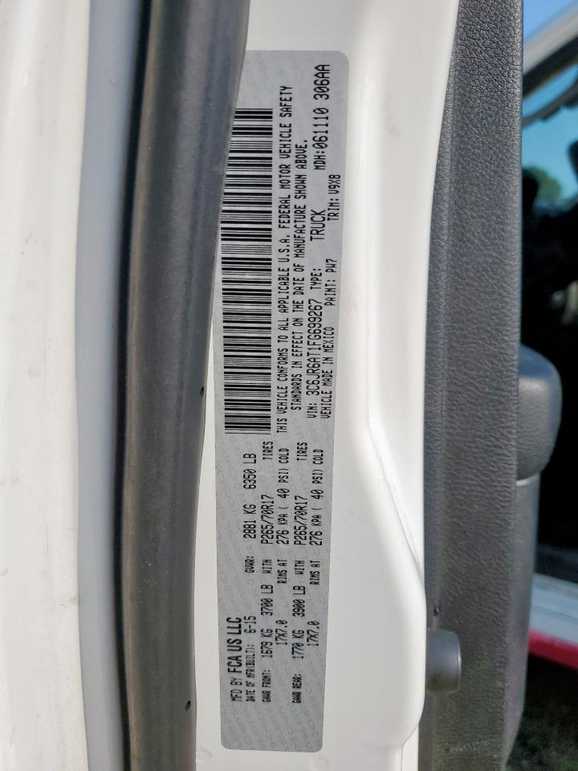 MFD BY FCA US LLC
DATE OF MFR(BUILT): 6-15 GVWR: 2881 KG 6350 LB
GAWR FRONT: 1679 KG 3700 LB WITH P265/70R17 TIRES
17X7.0 RIMS AT 276 KPA ( 40 PSI) COLD
GAWR REAR: 1770 KG 3900 LB WITH P265/70R17 TIRES
17X7.0 RIMS AT 276 KPA ( 40 PSI) COLD
THIS VEHICLE CONFORMS TO ALL APPLICABLE U.S.A. FEDERAL MOTOR VEHICLE SAFETY
STANDARDS IN EFFECT ON THE DATE OF MANUFACTURE SHOWN ABOVE.
VIN: 3C6JR6AT1FG699267 TYPE: TRUCK MDH:061110 306AA
VEHICLE MADE IN MEXICO PAINT: PW7 TRIM: V9X8